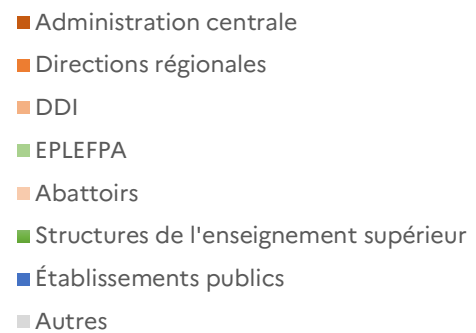 Administration centrale
Directions régionales
DDI
EPLEFPA
Abattoirs
Structures de l'enseignement supérieur
Établissements publics
Autres